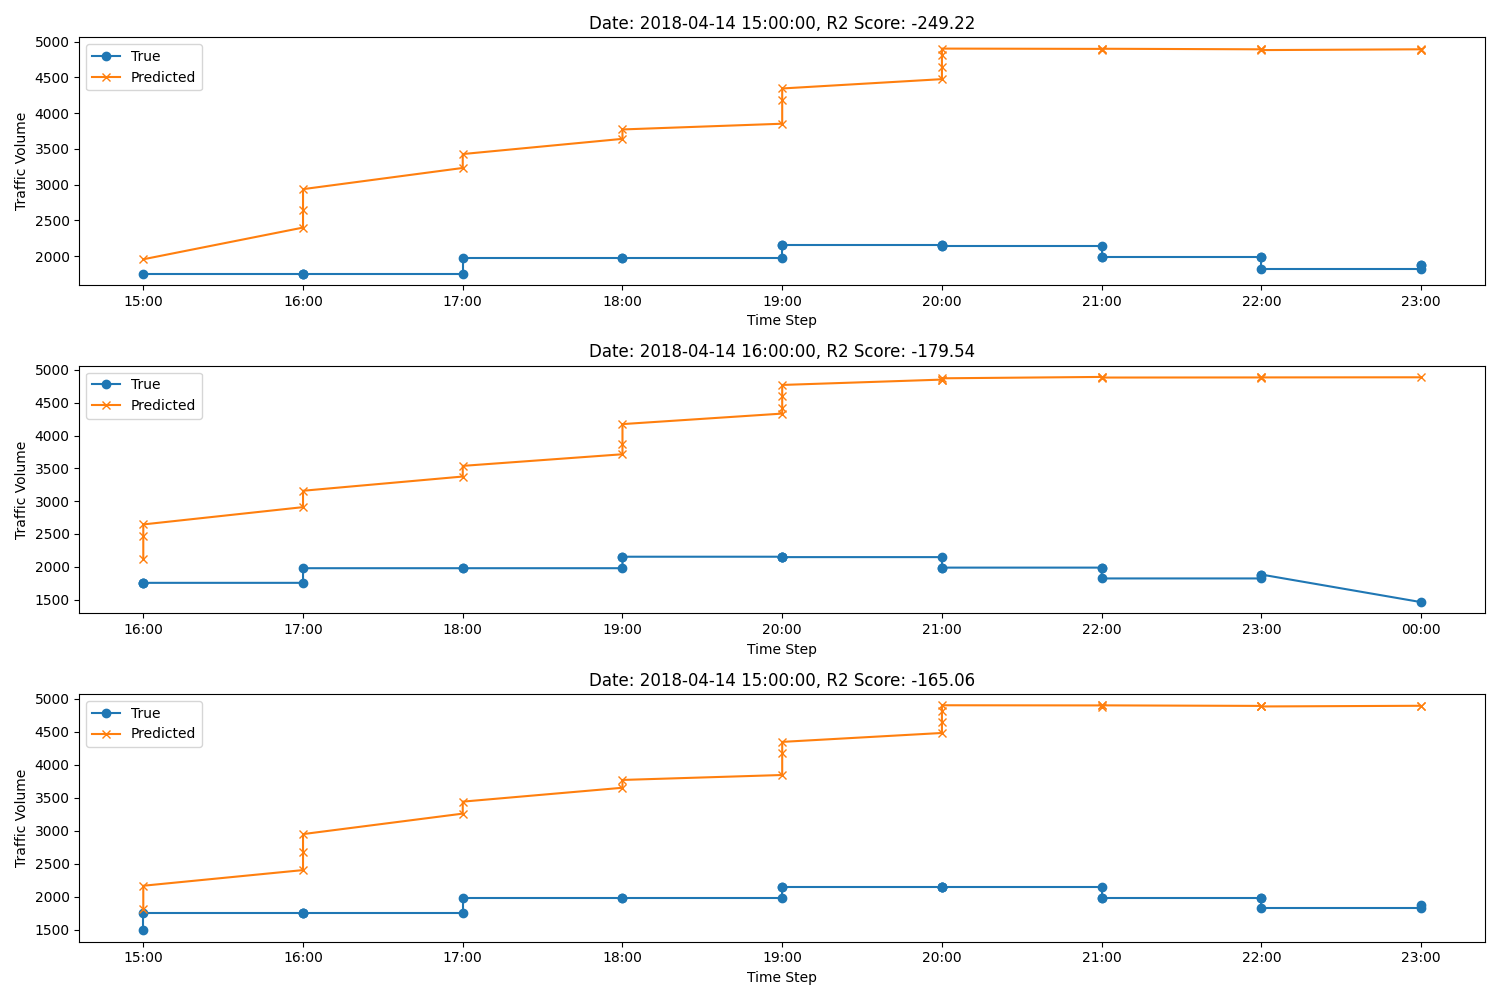 Date: 2018-04-14 15:00:00, R2 Score: -249.22
True
Predicted
Traffic Volume
5000
4500
4000
3500
3000
2500
2000
15:00 16:00 17:00 18:00 19:00 20:00 21:00 22:00 23:00
Time Step
Date: 2018-04-14 16:00:00, R2 Score: -179.54
True
Predicted
Traffic Volume
5000
4500
4000
3500
3000
2500
2000
1500
16:00 17:00 18:00 19:00 20:00 21:00 22:00 23:00 00:00
Time Step
Date: 2018-04-14 15:00:00, R2 Score: -165.06
True
Predicted
Traffic Volume
5000
4500
4000
3500
3000
2500
2000
1500
15:00 16:00 17:00 18:00 19:00 20:00 21:00 22:00 23:00
Time Step